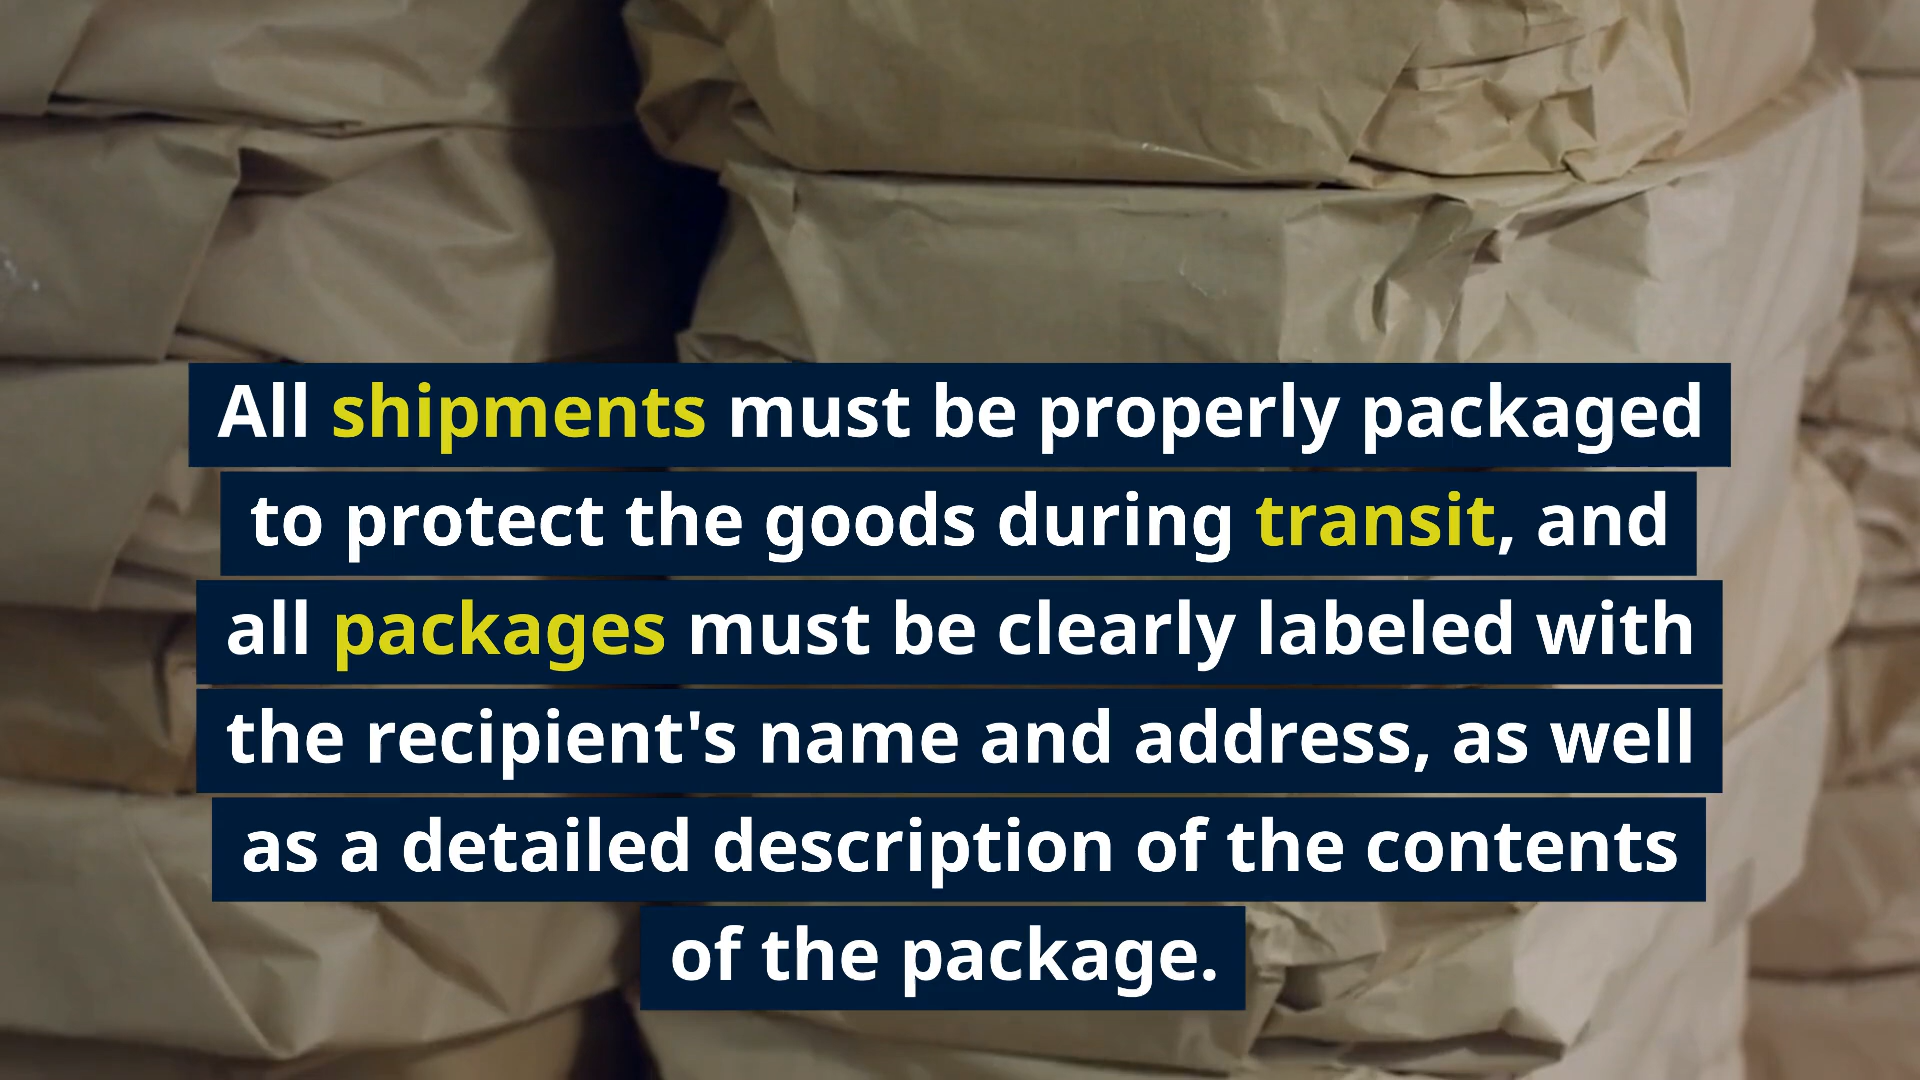 All shipments must be properly packaged
to protect the goods during transit, and
all packages must be clearly labeled with
the recipient's name and address, as well
as a detailed description of the contents
of the package.